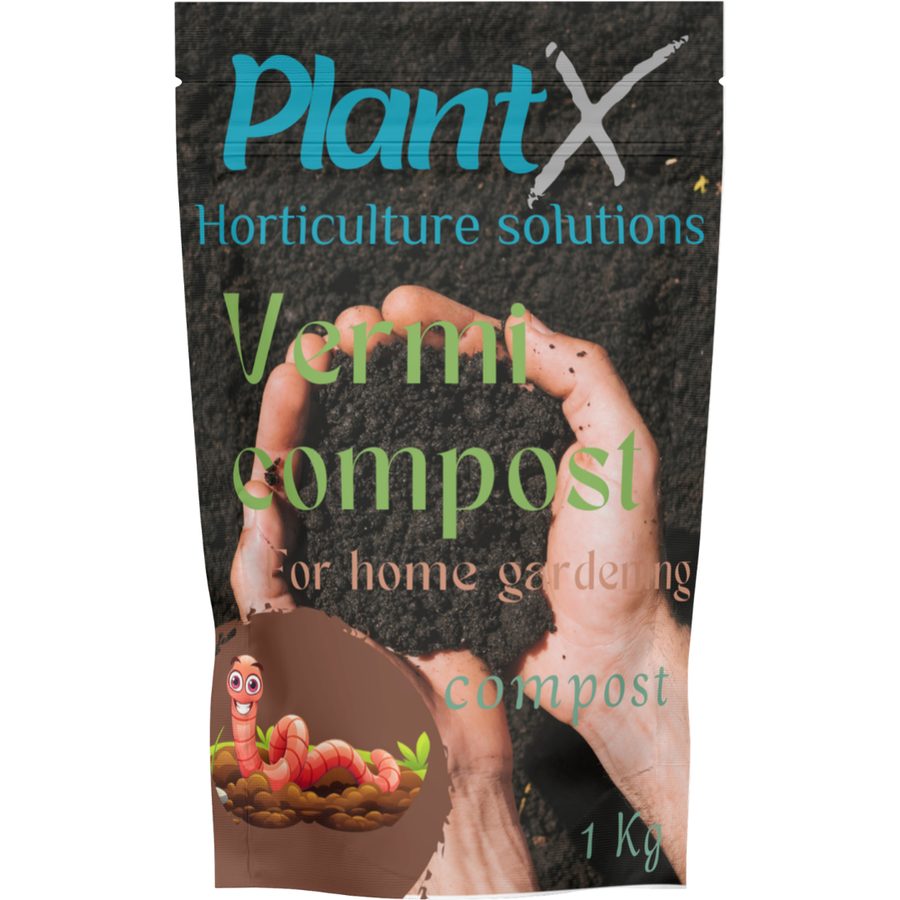 PlantX
Horticulture solutions
Vermi
compost
For home gardening
compost
1 Kg